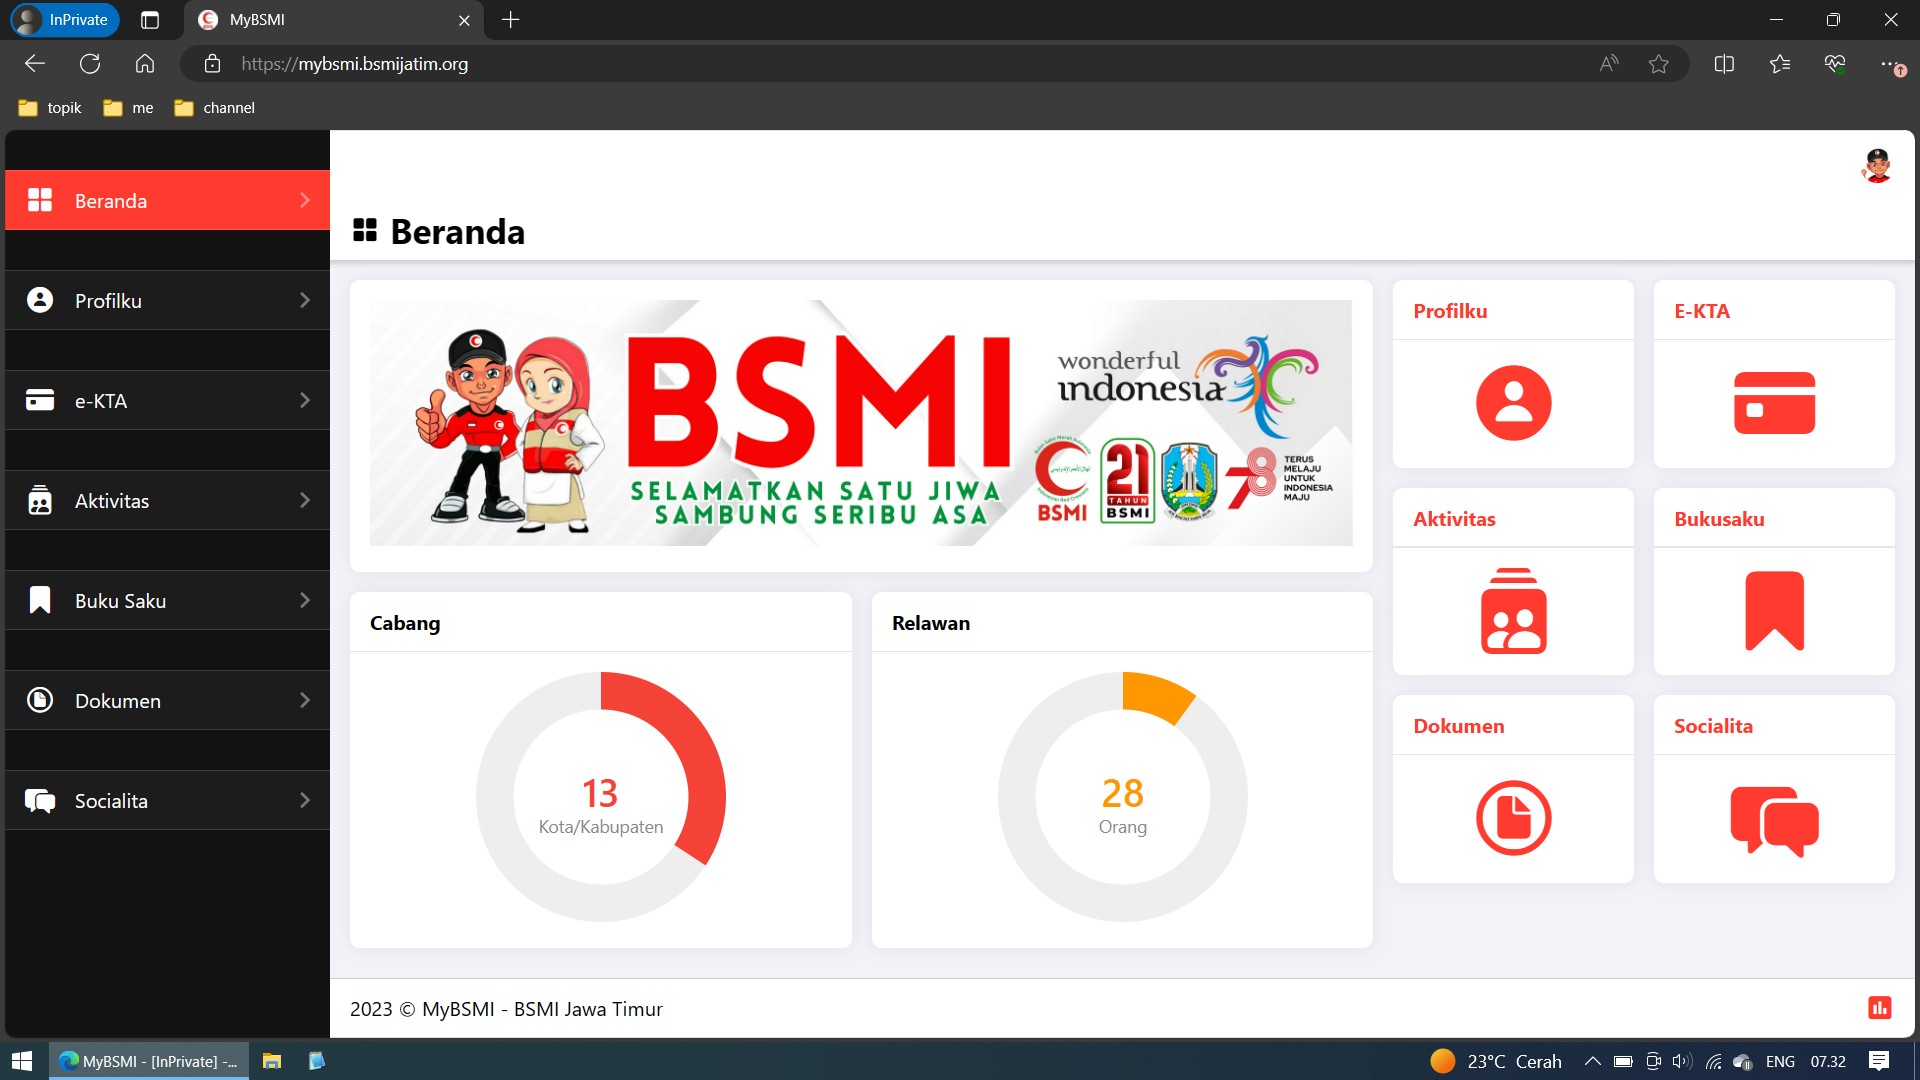 InPrivate
MyBSMI
https://mybsmi.bsmijatim.org
topik
me
channel
Beranda
Profilku
e-KTA
Aktivitas
Buku Saku
Dokumen
Socialita
Beranda
BSMI
SELAMATKAN SATU JIWA
SAMBUNG SERIBU ASA
wonderful
indonesia
BSMI
21
TAHUN
BSMI
78
TERUS
MELAJU
UNTUK
INDONESIA
MAJU
Cabang
13
Kota/Kabupaten
Relawan
28
Orang
Profilku
E-KTA
Aktivitas
Bukusaku
Dokumen
Socialita
2023 © MyBSMI - BSMI Jawa Timur
MyBSMI - [InPrivate] -...
23°C Cerah
ENG
07.32